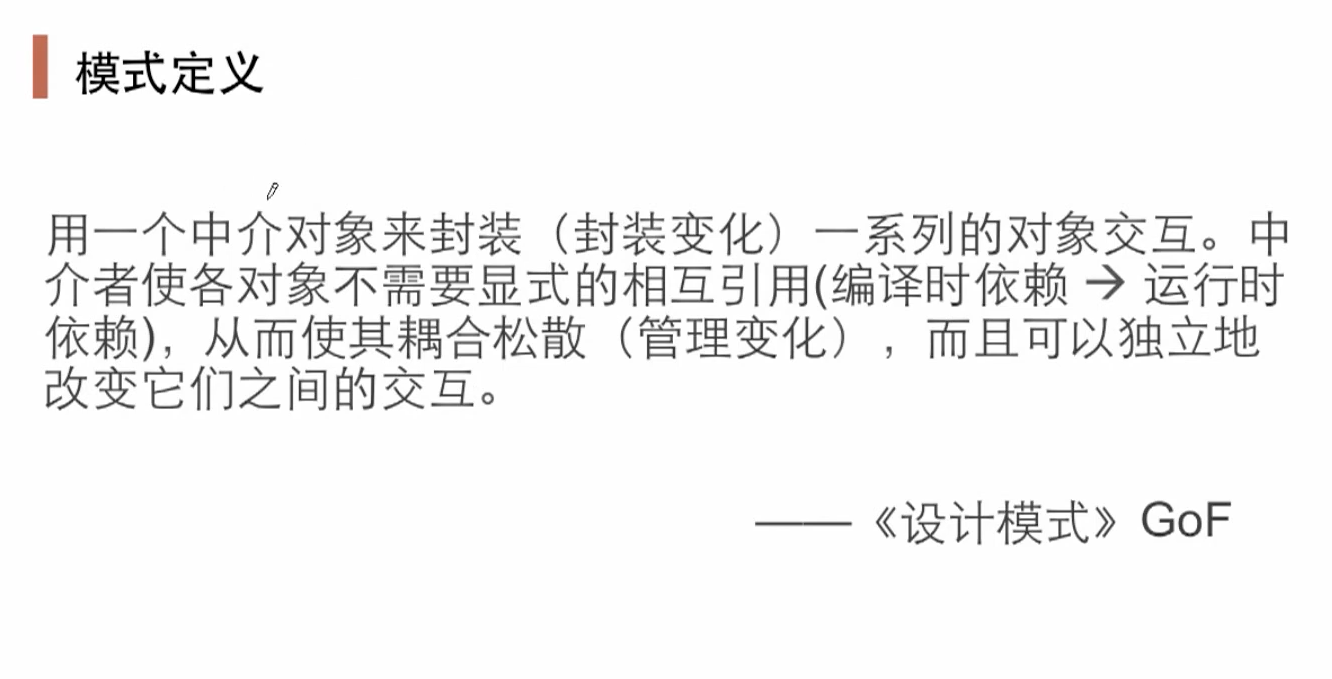 模式定义
用一个中介对象来封装（封装变化）一系列的对象交互。中
介者使各对象不需要显式的相互引用(编译时依赖 → 运行时
依赖)，从而使其耦合松散（管理变化），而且可以独立地
改变它们之间的交互。
——《设计模式》GoF